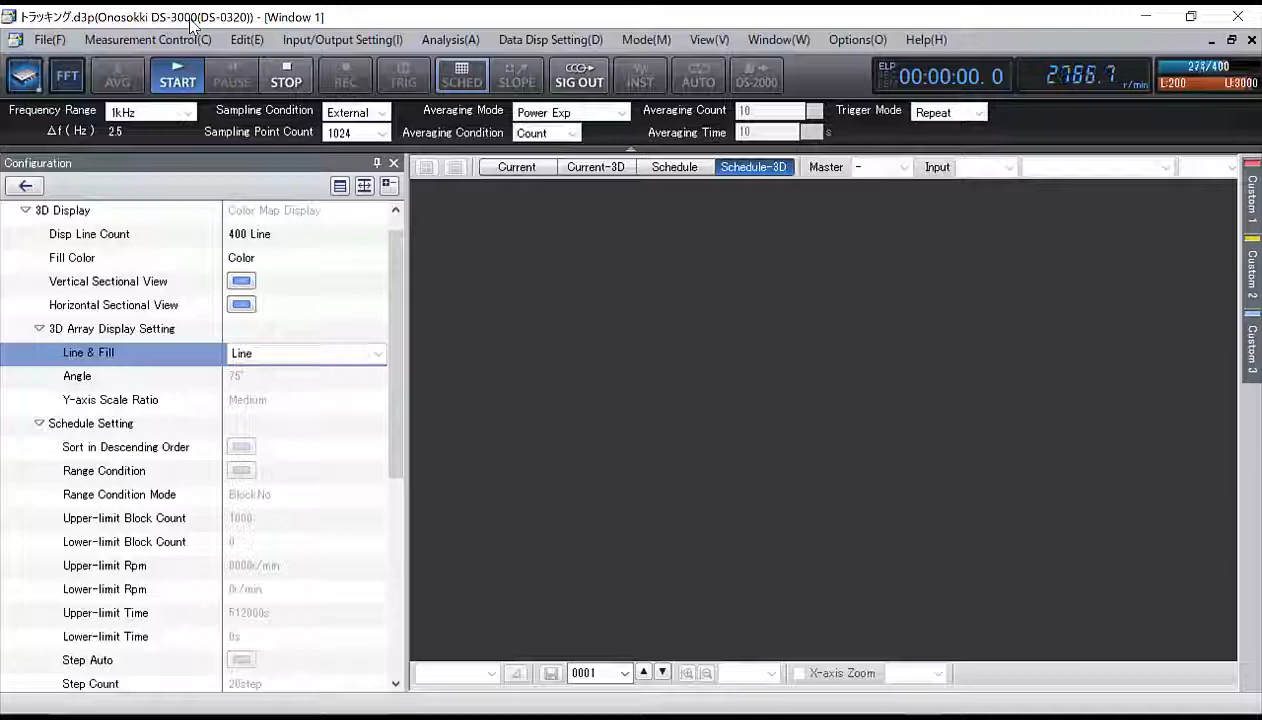 トラッキング.d3p(Onosokki DS-3000(DS-0320)) - [Window 1]
File(F) Measurement Control(C) Edit(E) Input/Output Setting(I) Analysis(A) Data Disp Setting(D) Mode(M) View(V) Window(W) Options(O) Help(H)
FFT AVG START PAUSE STOP REC TRIG SCHED SLOPE SIG OUT INST AUTO DS-2000 ELP 00:00:00. 0 2766.7 r/min /400 L:200 U:3000
Frequency Range 1kHz Sampling Condition External Averaging Mode Power Exp Averaging Count 10 Trigger Mode Repeat
Δf ( Hz ) 2.5 Sampling Point Count 1024 Averaging Condition Count Averaging Time 10 s
Configuration
Current Current-3D Schedule Schedule-3D Master - Input
3D Display Color Map Display
Disp Line Count 400 Line
Fill Color Color
Vertical Sectional View
Horizontal Sectional View
3D Array Display Setting
Line & Fill Line
Angle 75°
Y-axis Scale Ratio Medium
Schedule Setting
Sort in Descending Order
Range Condition
Range Condition Mode BlockNo
Upper-limit Block Count 1000
Lower-limit Block Count 0
Upper-limit Rpm 8000r/min
Lower-limit Rpm 0r/min
Upper-limit Time 512000s
Lower-limit Time 0s
Step Auto
Step Count 20step
0001 X-axis Zoom
Custom 1
Custom 2
Custom 3